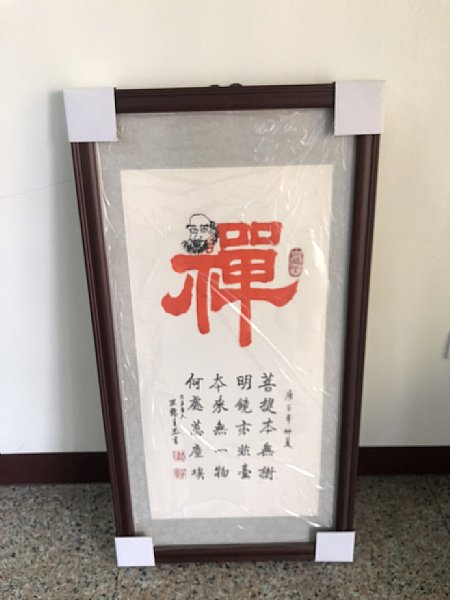 禪
菩提本無樹
明鏡亦非臺
本來無一物
何處惹塵埃